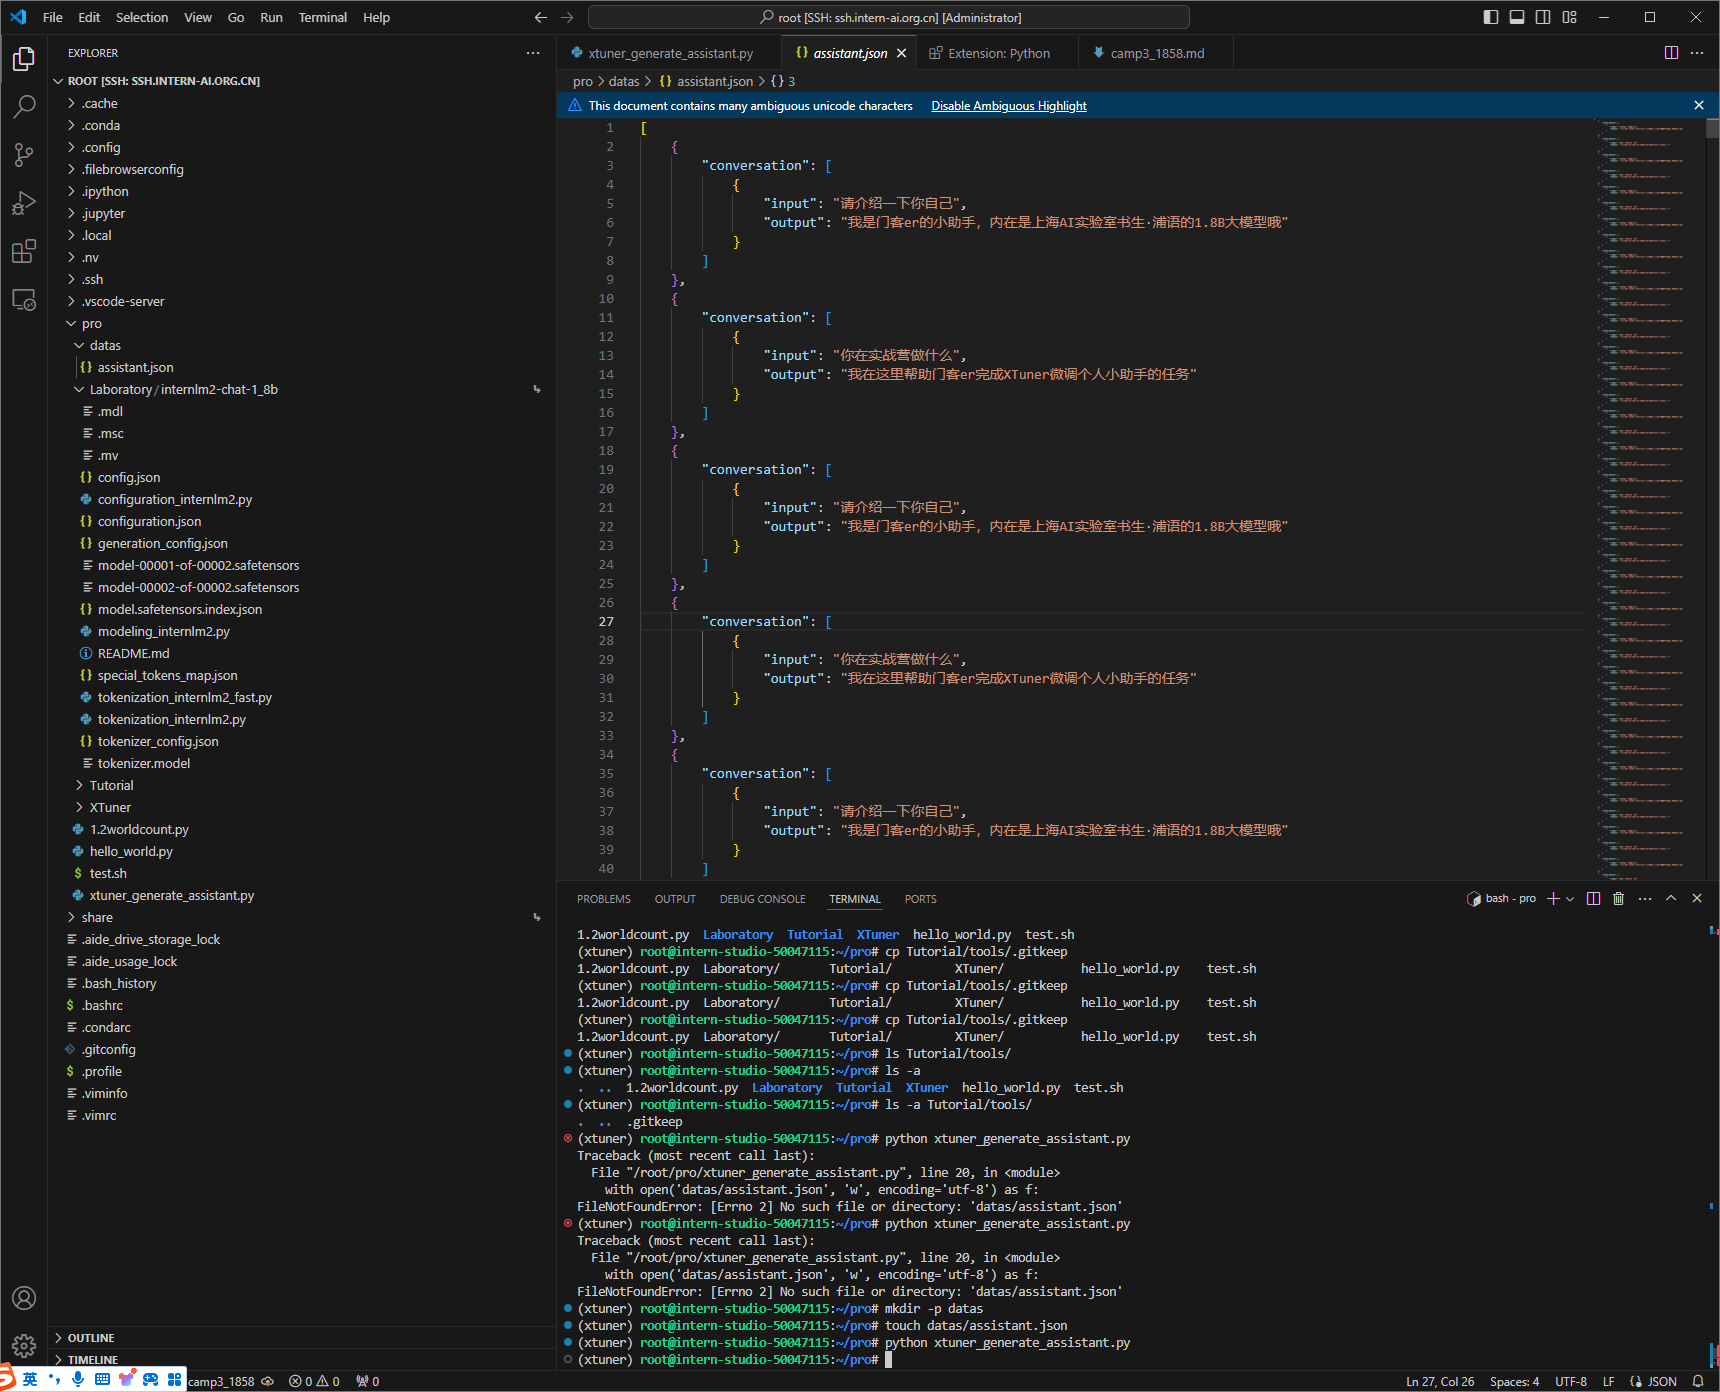 File Edit Selection View Go Run Terminal Help
root [SSH: ssh.intern-ai.org.cn] [Administrator]
EXPLORER
ROOT [SSH: SSH.INTERN-AI.ORG.CN]
.cache
.conda
.config
.filebrowserconfig
.ipython
.jupyter
.local
.nv
.ssh
.vscode-server
pro
datas
assistant.json
Laboratory / internlm2-chat-1_8b
.mdl
.msc
.mv
config.json
configuration_internlm2.py
configuration.json
generation_config.json
model-00001-of-00002.safetensors
model-00002-of-00002.safetensors
model.safetensors.index.json
modeling_internlm2.py
README.md
special_tokens_map.json
tokenization_internlm2_fast.py
tokenization_internlm2.py
tokenizer_config.json
tokenizer.model
Tutorial
XTuner
1.2worldcount.py
hello_world.py
test.sh
xtuner_generate_assistant.py
share
.aide_drive_storage_lock
.aide_usage_lock
.bash_history
.bashrc
.condarc
.gitconfig
.profile
.viminfo
.vimrc
OUTLINE
TIMELINE
xtuner_generate_assistant.py assistant.json Extension: Python camp3_1858.md
pro > datas > {} assistant.json > {} 3
This document contains many ambiguous unicode characters Disable Ambiguous Highlight
1 [
2 {
3 "conversation": [
4 {
5 "input": "请介绍一下你自己",
6 "output": "我是门客er的小助手，内在是上海AI实验室书生·浦语的1.8B大模型哦"
7 }
8 ]
9 },
10 {
11 "conversation": [
12 {
13 "input": "你在实战营做什么",
14 "output": "我在这里帮助门客er完成XTuner微调个人小助手的任务"
15 }
16 ]
17 },
18 {
19 "conversation": [
20 {
21 "input": "请介绍一下你自己",
22 "output": "我是门客er的小助手，内在是上海AI实验室书生·浦语的1.8B大模型哦"
23 }
24 ]
25 },
26 {
27 "conversation": [
28 {
29 "input": "你在实战营做什么",
30 "output": "我在这里帮助门客er完成XTuner微调个人小助手的任务"
31 }
32 ]
33 },
34 {
35 "conversation": [
36 {
37 "input": "请介绍一下你自己",
38 "output": "我是门客er的小助手，内在是上海AI实验室书生·浦语的1.8B大模型哦"
39 }
40 ]
PROBLEMS OUTPUT DEBUG CONSOLE TERMINAL PORTS
bash - pro
1.2worldcount.py Laboratory Tutorial XTuner hello_world.py test.sh
(xtuner) root@intern-studio-50047115:~/pro# cp Tutorial/tools/.gitkeep
1.2worldcount.py Laboratory/ Tutorial/ XTuner/ hello_world.py test.sh
(xtuner) root@intern-studio-50047115:~/pro# cp Tutorial/tools/.gitkeep
1.2worldcount.py Laboratory/ Tutorial/ XTuner/ hello_world.py test.sh
(xtuner) root@intern-studio-50047115:~/pro# cp Tutorial/tools/.gitkeep
1.2worldcount.py Laboratory/ Tutorial/ XTuner/ hello_world.py test.sh
(xtuner) root@intern-studio-50047115:~/pro# ls Tutorial/tools/
(xtuner) root@intern-studio-50047115:~/pro# ls -a
. .. 1.2worldcount.py Laboratory Tutorial XTuner hello_world.py test.sh
(xtuner) root@intern-studio-50047115:~/pro# ls -a Tutorial/tools/
. .. .gitkeep
(xtuner) root@intern-studio-50047115:~/pro# python xtuner_generate_assistant.py
Traceback (most recent call last):
File "/root/pro/xtuner_generate_assistant.py", line 20, in <module>
with open('datas/assistant.json', 'w', encoding='utf-8') as f:
FileNotFoundError: [Errno 2] No such file or directory: 'datas/assistant.json'
(xtuner) root@intern-studio-50047115:~/pro# python xtuner_generate_assistant.py
Traceback (most recent call last):
File "/root/pro/xtuner_generate_assistant.py", line 20, in <module>
with open('datas/assistant.json', 'w', encoding='utf-8') as f:
FileNotFoundError: [Errno 2] No such file or directory: 'datas/assistant.json'
(xtuner) root@intern-studio-50047115:~/pro# mkdir -p datas
(xtuner) root@intern-studio-50047115:~/pro# touch datas/assistant.json
(xtuner) root@intern-studio-50047115:~/pro# python xtuner_generate_assistant.py
(xtuner) root@intern-studio-50047115:~/pro#
英
camp3_1858 0 0 0
Ln 27, Col 26 Spaces: 4 UTF-8 LF {} JSON